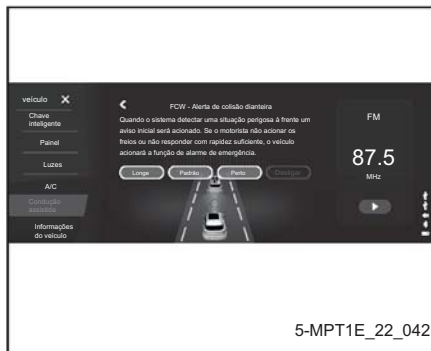 veículo X
Chave
inteligente
Painel
Luzes
A/C
Condução
assistida
Informações
do veículo
FCW - Alerta de colisão dianteira
Quando o sistema detectar uma situação perigosa à frente um
aviso inicial será acionado. Se o motorista não acionar os
freios ou não responder com rapidez suficiente, o veículo
acionará a função de alarme de emergência.
Longe Padrão Perto Desligar
FM
87.5
MHz
5-MPT1E_22_042